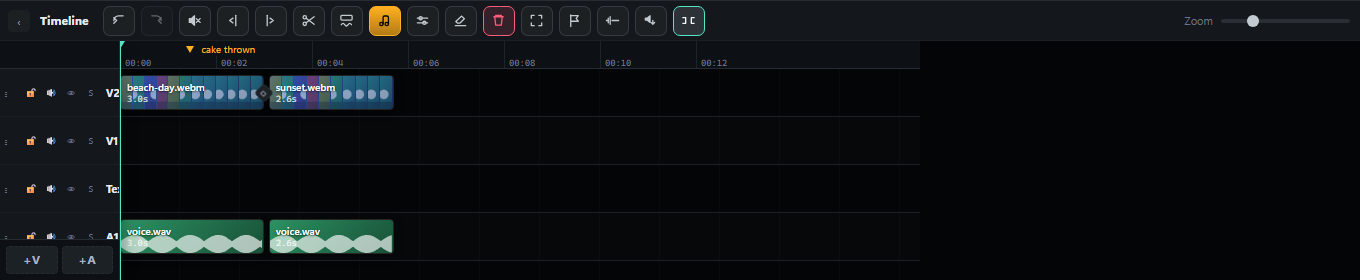 Timeline
Zoom
cake thrown
00:00 00:02 00:04 00:06 00:08 00:10 00:12
S V2
beach-day.webm sunset.webm
3.0s 2.6s
S V1
S Te
S A1
voice.wav voice.wav
3.0s 2.6s
+V +A